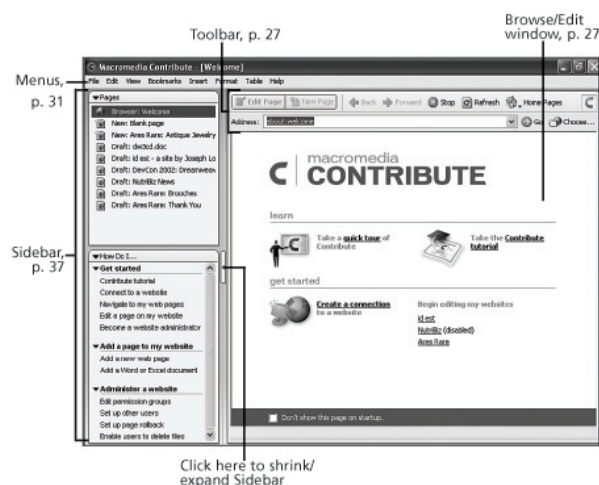 Toolbar, p. 27
Browse/Edit
window, p. 27
Menus,
p. 31
Sidebar,
p. 37
Macromedia Contribute - [Welcome]
File Edit View Bookmarks Insert Format Table Help
Pages
Browser: Welcome
New: Blank page
New: Ares Rare: Antique Jewelry
Draft: dw3cd.doc
Draft: id est - a site by Joseph Lo
Draft: DevCon 2002: Dreamweav
Draft: NutriBiz News
Draft: Ares Rare: Brouches
Draft: Ares Rare: Thank You
Edit Page New Page Back Forward Stop Refresh Home Pages
Address: about:welcome Go Choose...
macromedia
CONTRIBUTE
learn
Take a quick tour of
Contribute
Take the Contribute
tutorial
get started
Create a connection
to a website
Begin editing my websites
id est
NutriBiz (disabled)
Ares Rare
Don't show this page on startup.
How Do I...
Get started
Contribute tutorial
Connect to a website
Navigate to my web pages
Edit a page on my website
Become a website administrator
Add a page to my website
Add a new web page
Add a Word or Excel document
Administer a website
Edit permission groups
Set up other users
Set up page rollback
Enable users to delete files
Click here to shrink/
expand Sidebar